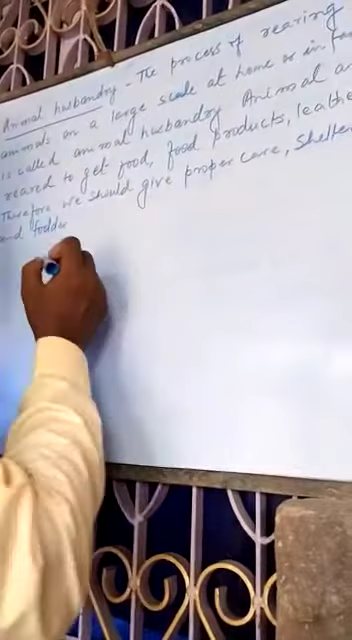 Animal husbandry - The process of rearing
animals on a large scale at home or in
is called animal husbandry Animal
reared to get food, food products,
Therefore we should give proper care, shelter
and fodder